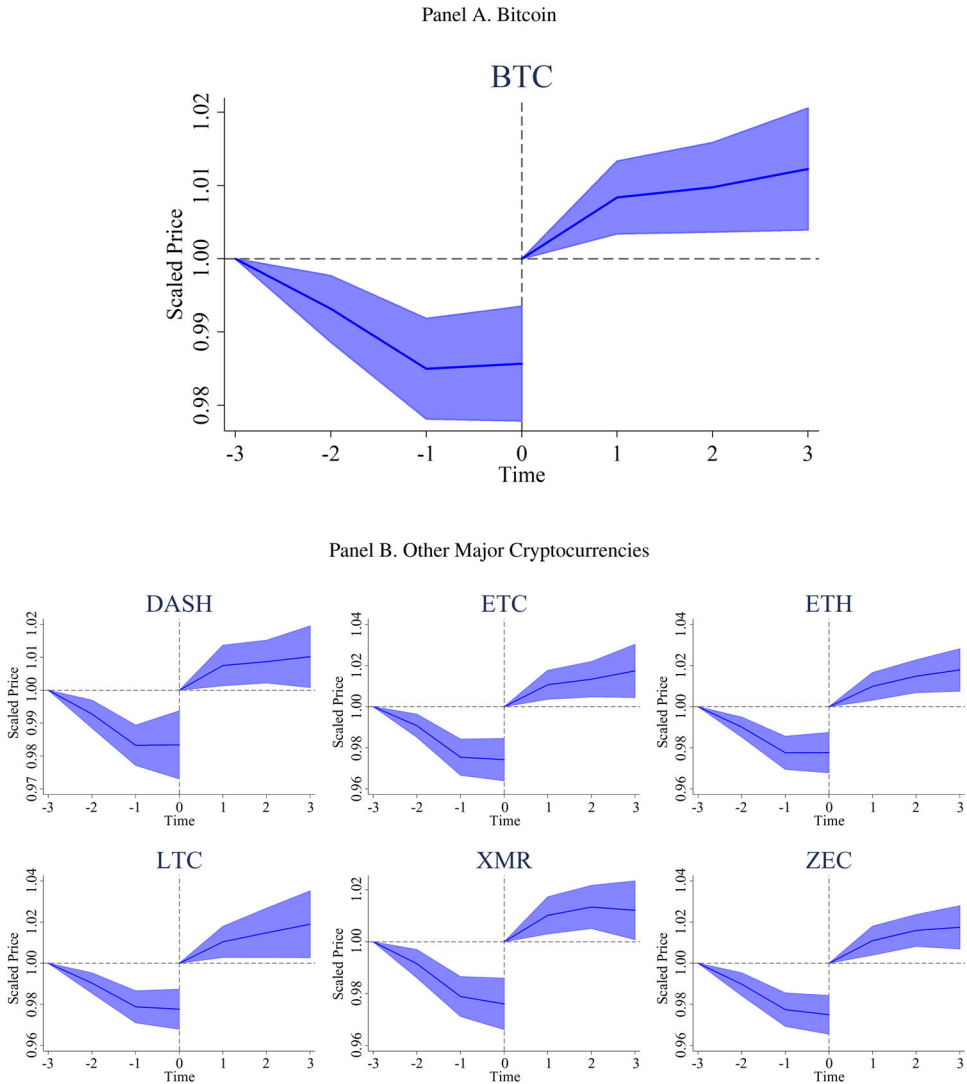 Panel A. Bitcoin
BTC
Scaled Price
1.02
1.01
1.00
0.99
0.98
-3 -2 -1 0 1 2 3
Time
Panel B. Other Major Cryptocurrencies
DASH
Scaled Price
1.02
1.01
1.00
0.99
0.98
0.97
-3 -2 -1 0 1 2 3
Time
ETC
Scaled Price
1.04
1.02
1.00
0.98
0.96
-3 -2 -1 0 1 2 3
Time
ETH
Scaled Price
1.04
1.02
1.00
0.98
0.96
-3 -2 -1 0 1 2 3
Time
LTC
Scaled Price
1.04
1.02
1.00
0.98
0.96
-3 -2 -1 0 1 2 3
Time
XMR
Scaled Price
1.02
1.00
0.98
0.96
-3 -2 -1 0 1 2 3
Time
ZEC
Scaled Price
1.04
1.02
1.00
0.98
0.96
-3 -2 -1 0 1 2 3
Time